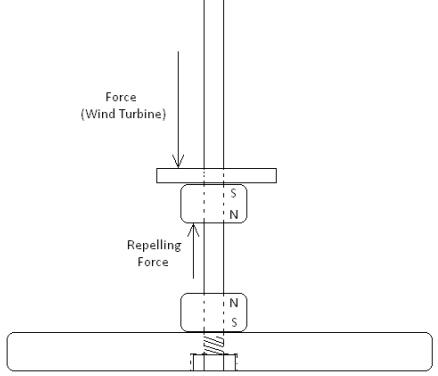 Force
(Wind Turbine)
S
N
Repelling
Force
N
S